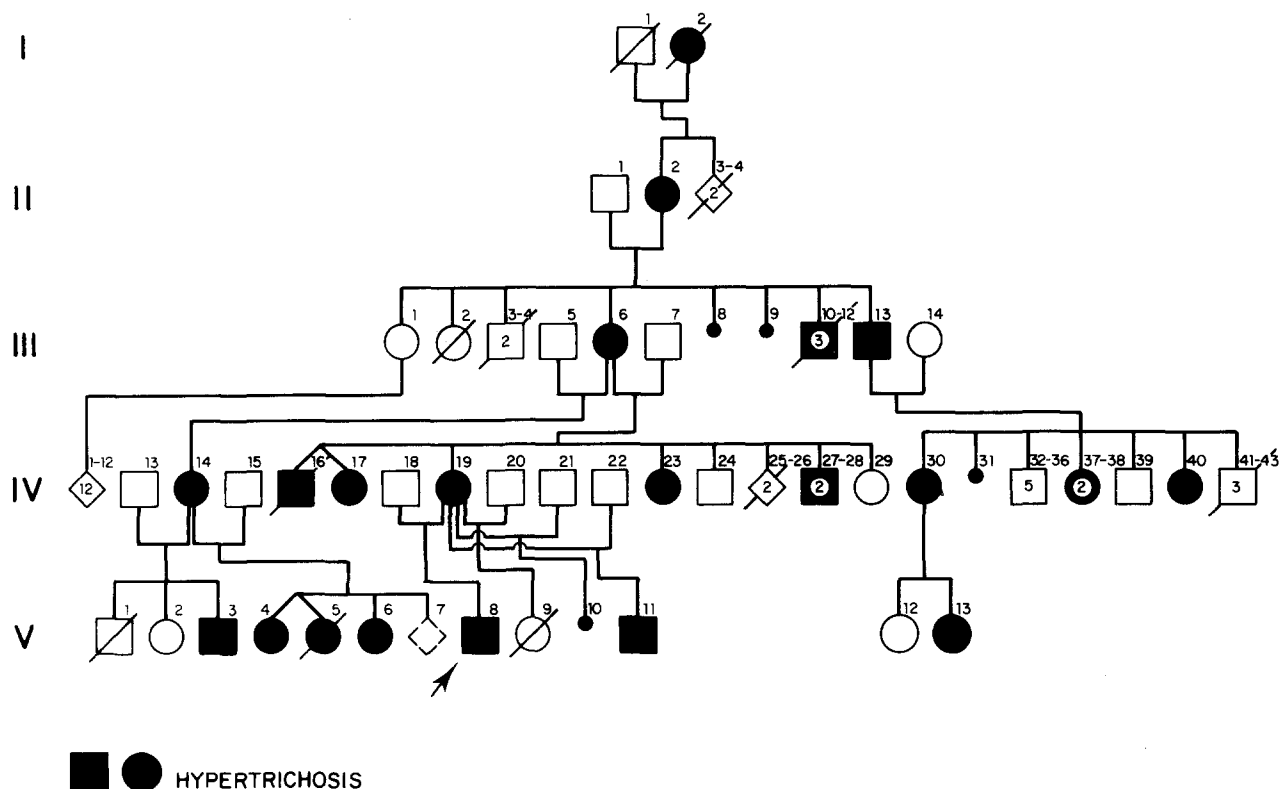 1 2
I
1 2 3-4
II
2
1 2 3-4 5 6 7 8 9 10-12 13 14
III
2 3
1-12 13 14 15 16 17 18 19 20 21 22 23 24 25-26 27-28 29 30 31 32-36 37-38 39 40 41-43
IV
12 2 2 5 2 3
1 2 3 4 5 6 7 8 9 10 11 12 13
V
HYPERTRICHOSIS